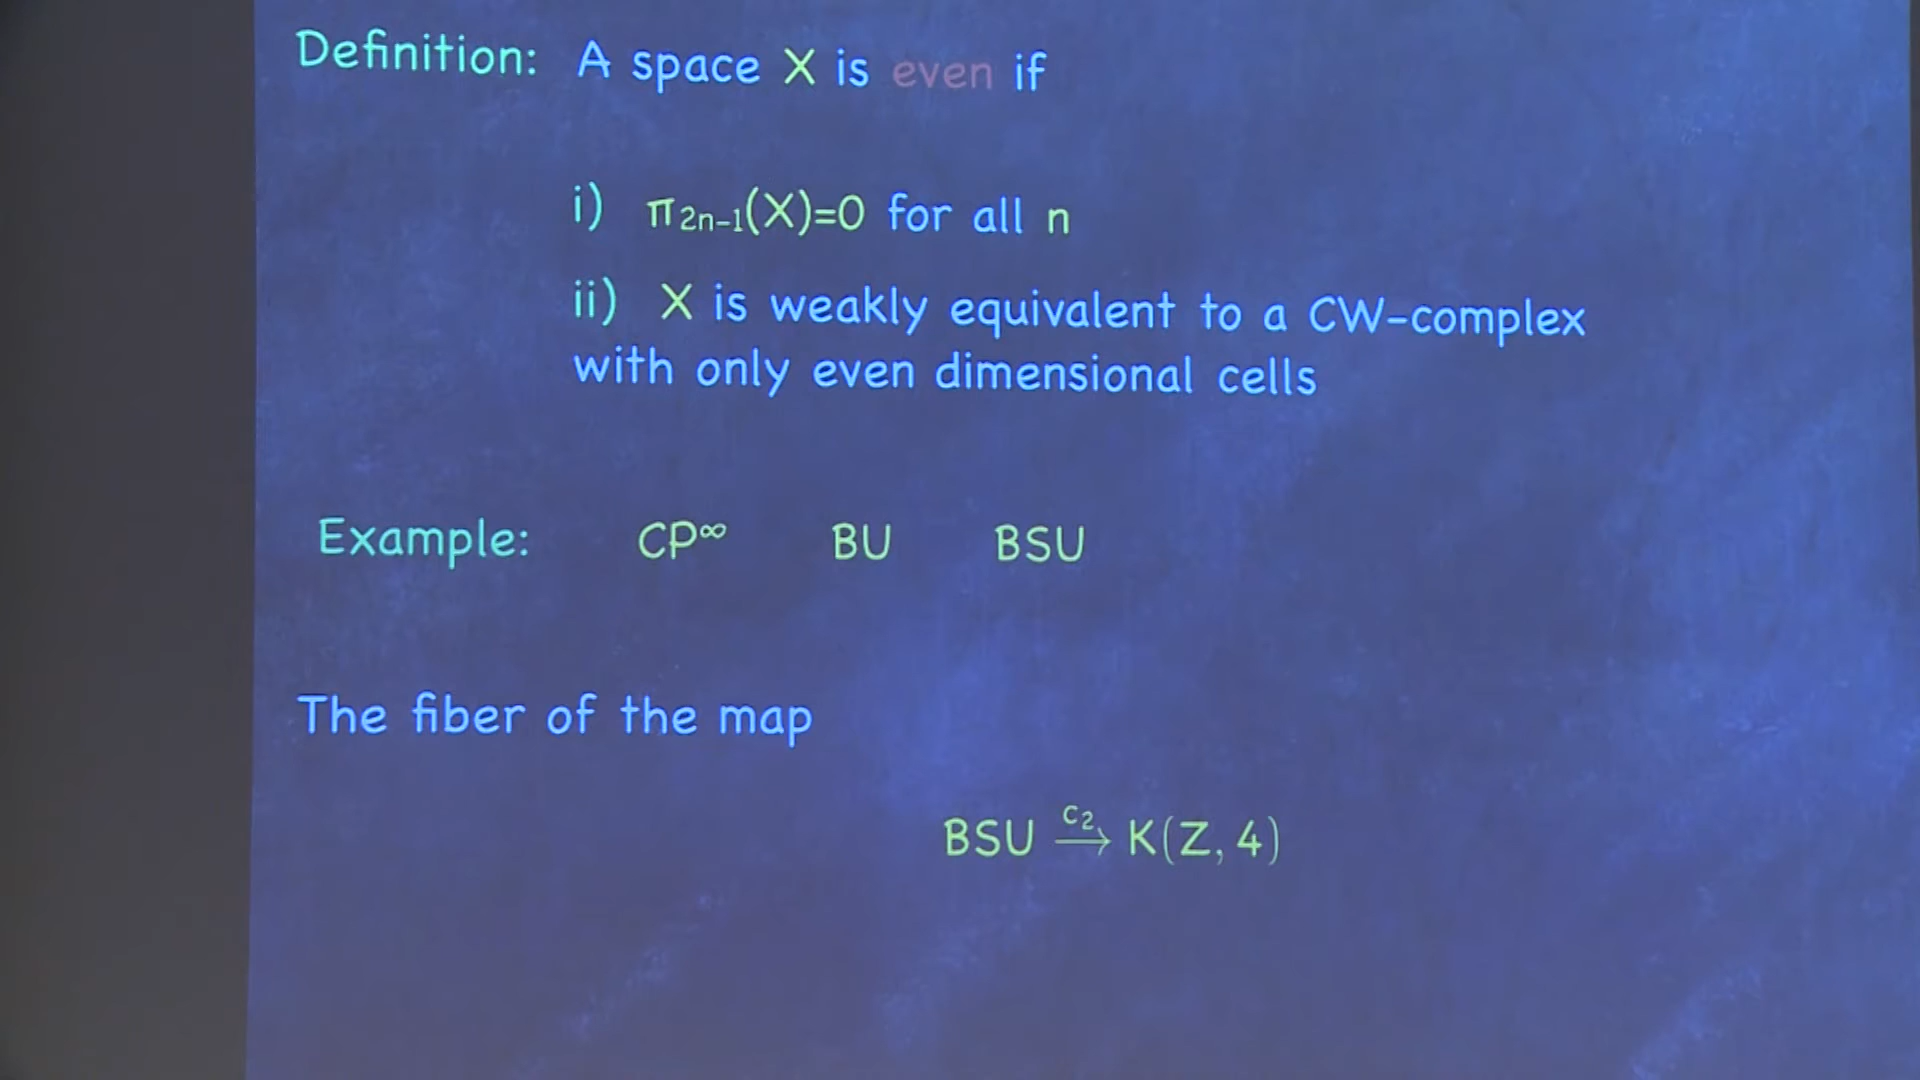 Definition: A space X is even if
i) π₂ₙ₋₁(X)=0 for all n
ii) X is weakly equivalent to a CW-complex
with only even dimensional cells
Example: CP∞ BU BSU
The fiber of the map
BSU →^{c₂} K(Z, 4)